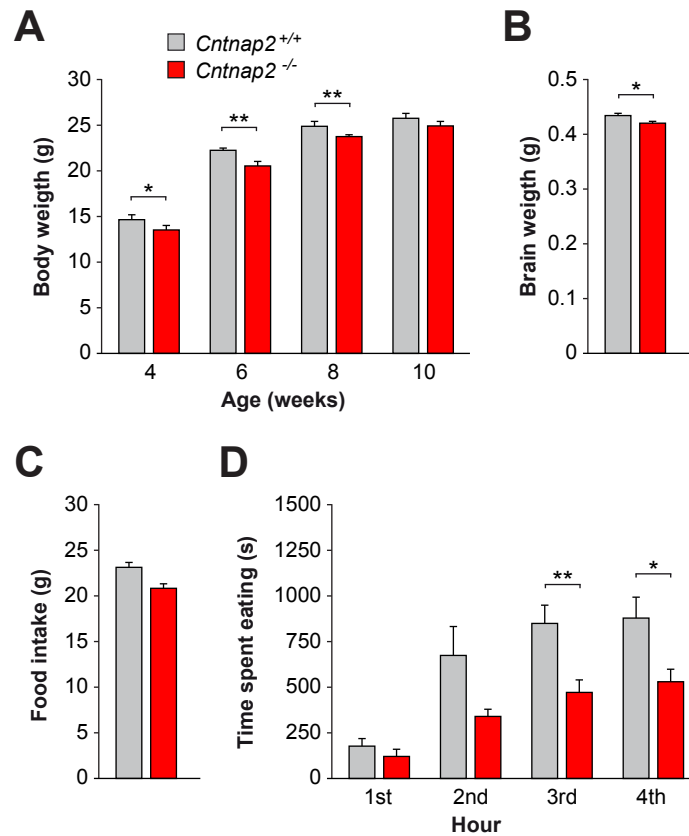 A
Cntnap2 +/+
Cntnap2 -/-
Body weigth (g)
30
25
20
15
10
5
0
*
**
**
4
6
8
10
Age (weeks)
B
Brain weigth (g)
0.5
0.4
0.3
0.2
0.1
0
*
C
Food intake (g)
30
25
20
15
10
5
0
D
Time spent eating (s)
1500
1250
1000
750
500
250
0
**
*
1st
2nd
3rd
4th
Hour